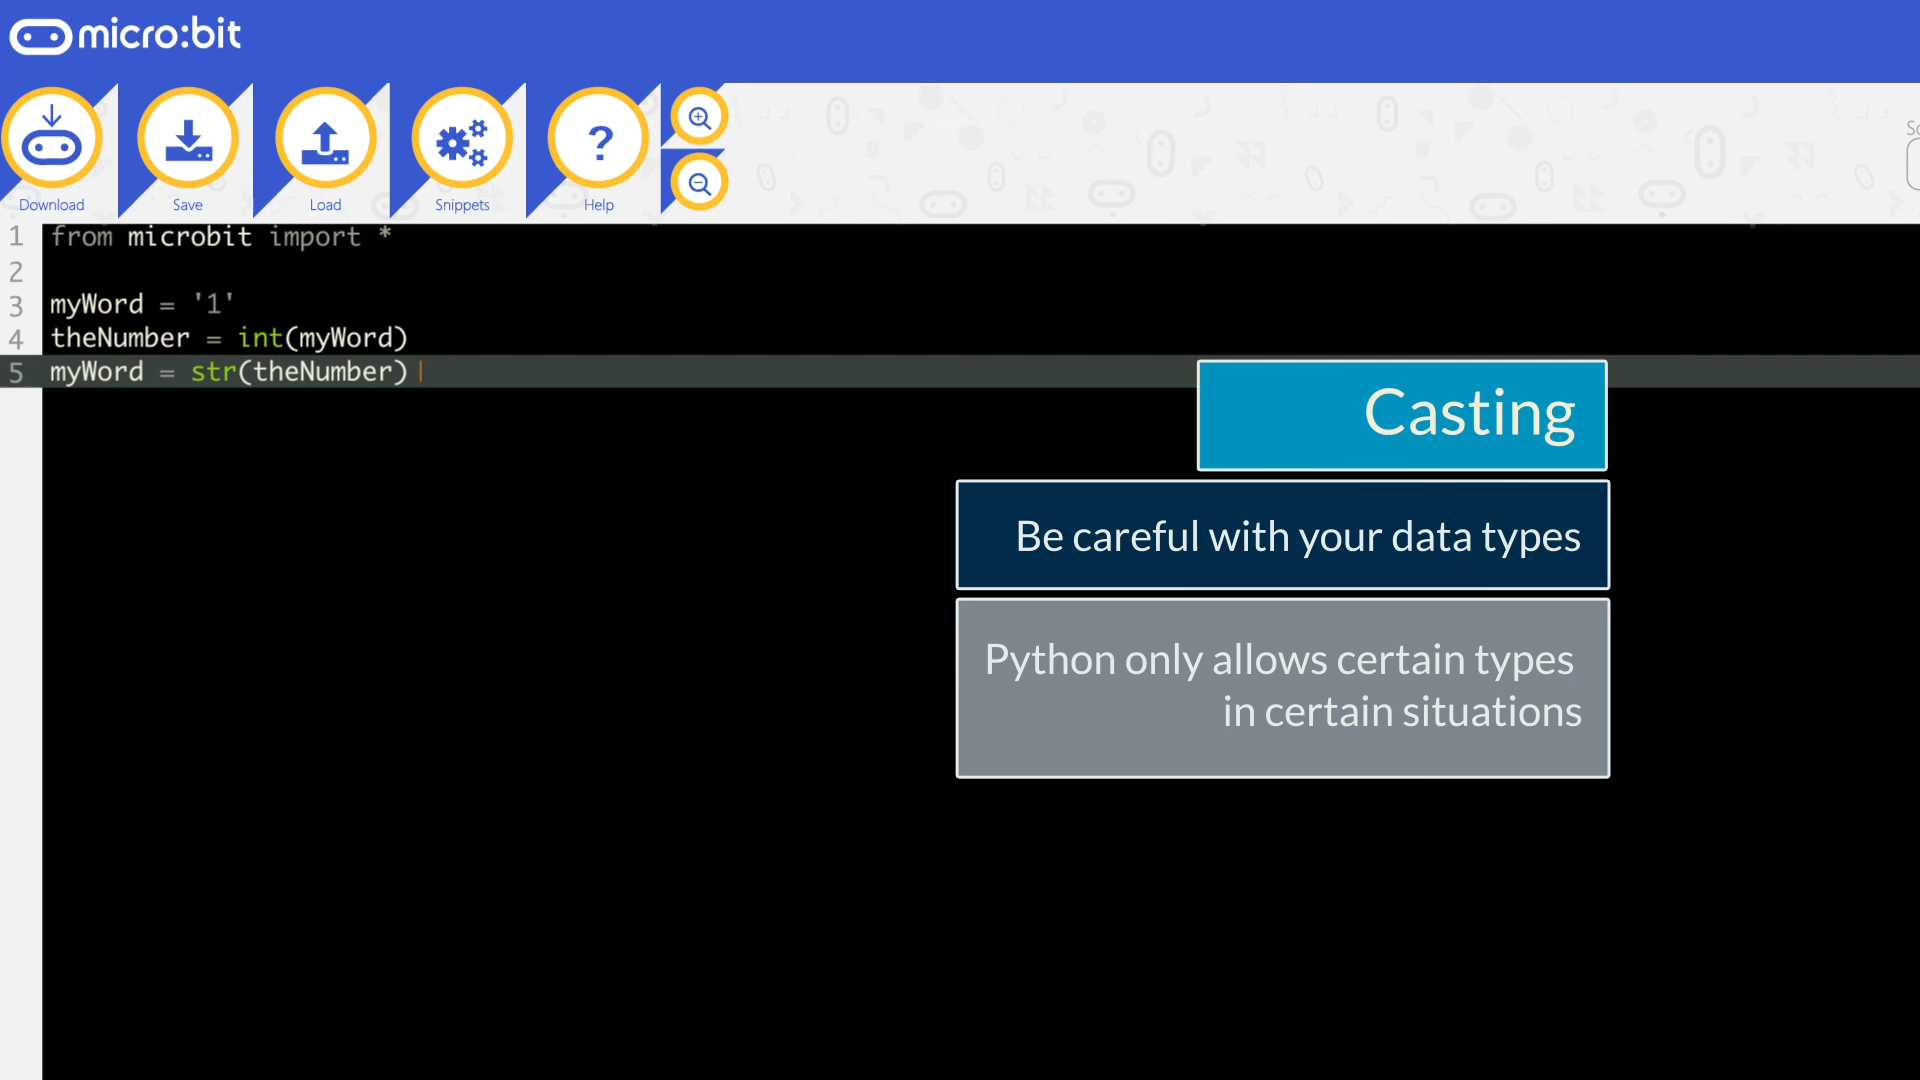 micro:bit
Download
Save
Load
Snippets
?
Help
1 from microbit import *
2
3 myWord = '1'
4 theNumber = int(myWord)
5 myWord = str(theNumber)
Casting
Be careful with your data types
Python only allows certain types
in certain situations